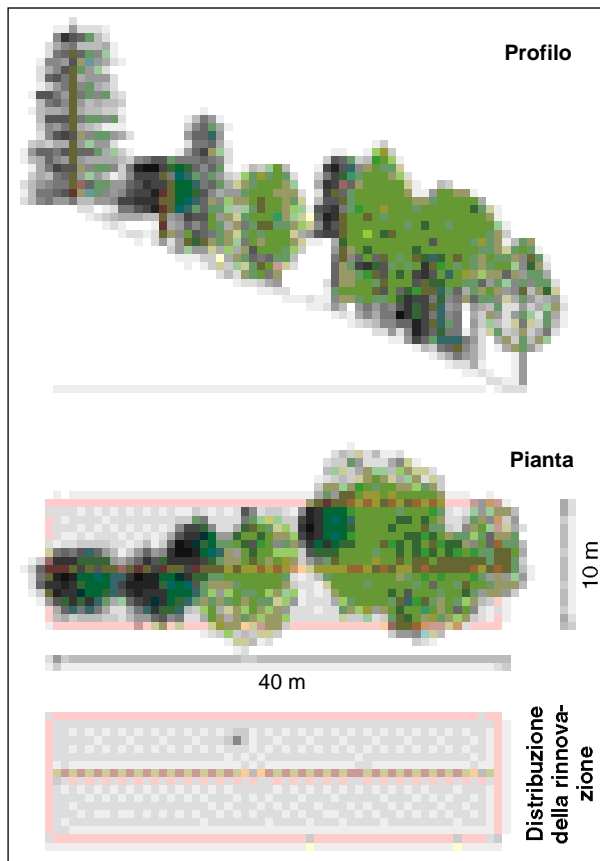 Profilo
Pianta
10 m
40 m
Distribuzione
della rinnova-
zione